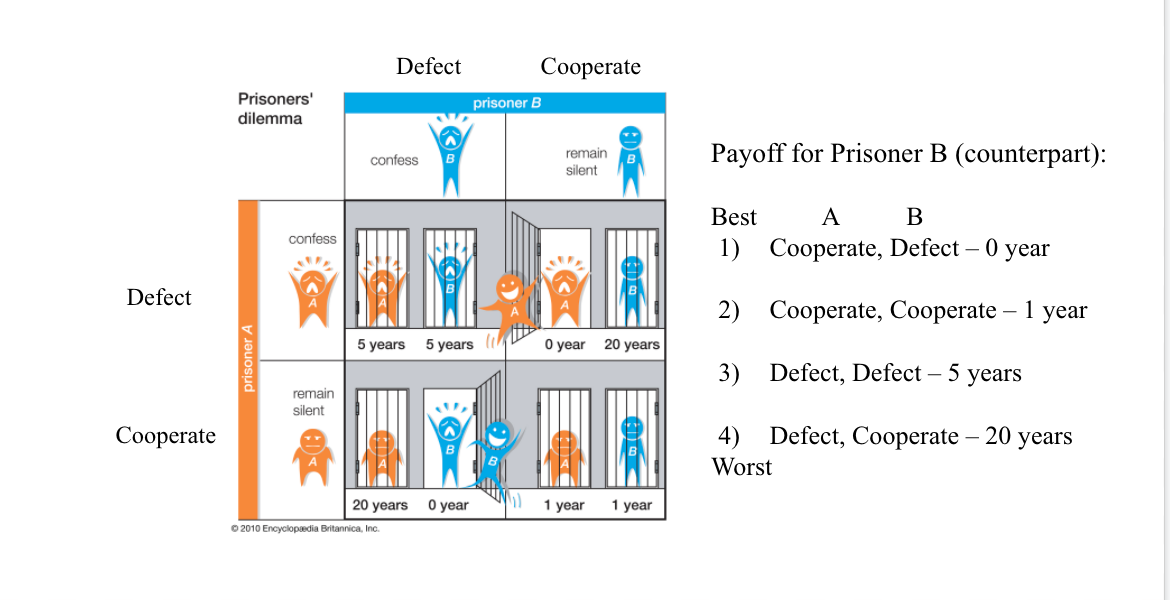 Defect Cooperate
Prisoners'
dilemma
prisoner B
confess B
remain
silent B
Payoff for Prisoner B (counterpart):
Best A B
1) Cooperate, Defect – 0 year
2) Cooperate, Cooperate – 1 year
3) Defect, Defect – 5 years
4) Defect, Cooperate – 20 years
Worst
Defect
Cooperate
prisoner A
confess
A
A B A A B
5 years 5 years 0 year 20 years
remain
silent
A
A B B A B
20 years 0 year 1 year 1 year
© 2010 Encyclopædia Britannica, Inc.